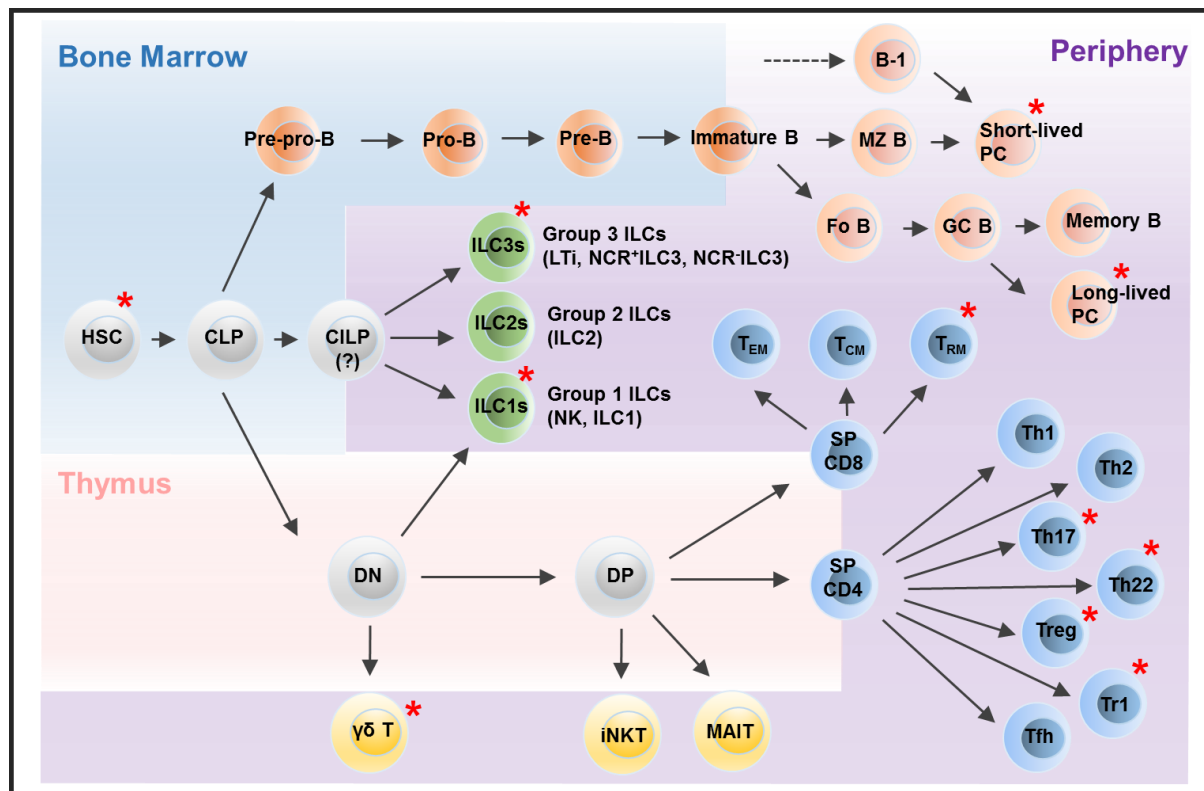 Bone Marrow
Periphery
B-1
*
Pre-pro-B
Pro-B
Pre-B
Immature B
MZ B
Short-lived
PC
*
ILC3s
Group 3 ILCs
(LTi, NCR⁺ILC3, NCR⁻ILC3)
Fo B
GC B
Memory B
*
Long-lived
PC
*
HSC
CLP
CILP
(?)
ILC2s
Group 2 ILCs
(ILC2)
TEM
TCM
*
TRM
*
ILC1s
Group 1 ILCs
(NK, ILC1)
SP
CD8
Th1
Th2
Thymus
*
Th17
DN
DP
SP
CD4
*
Th22
*
Treg
*
Tr1
*
γδ T
iNKT
MAIT
Tfh